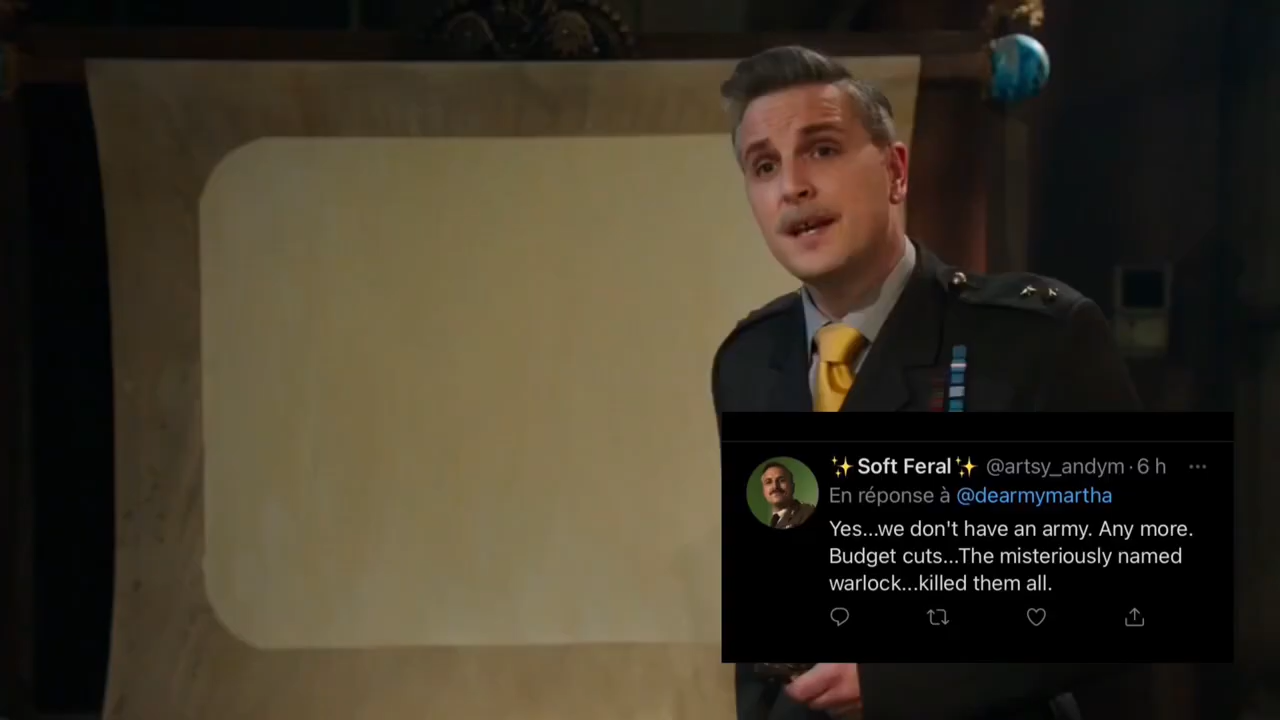 ✨Soft Feral✨ @artsy_andym · 6 h ...
En réponse à @dearmymartha
Yes...we don't have an army. Any more.
Budget cuts...The misteriously named
warlock...killed them all.